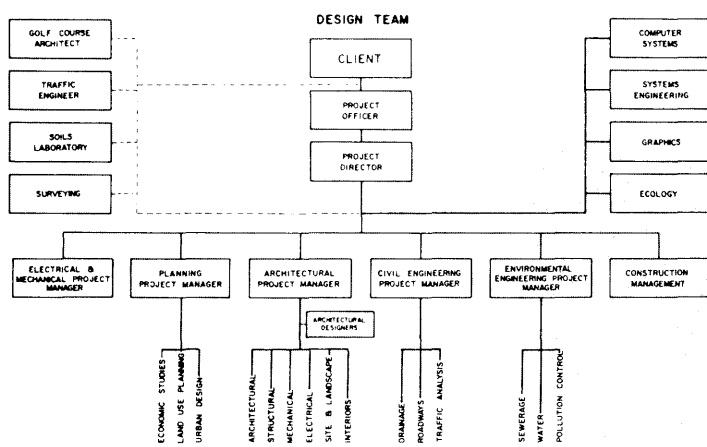 DESIGN TEAM
GOLF COURSE
ARCHITECT
TRAFFIC
ENGINEER
SOILS
LABORATORY
SURVEYING
CLIENT
PROJECT
OFFICER
PROJECT
DIRECTOR
COMPUTER
SYSTEMS
SYSTEMS
ENGINEERING
GRAPHICS
ECOLOGY
ELECTRICAL &
MECHANICAL PROJECT
MANAGER
PLANNING
PROJECT MANAGER
ARCHITECTURAL
PROJECT MANAGER
CIVIL ENGINEERING
PROJECT MANAGER
ENVIRONMENTAL
ENGINEERING PROJECT
MANAGER
CONSTRUCTION
MANAGEMENT
ARCHITECTURAL
DESIGNERS
ECONOMIC STUDIES
LAND USE PLANNING
URBAN DESIGN
ARCHITECTURAL
STRUCTURAL
MECHANICAL
ELECTRICAL
SITE & LANDSCAPE
INTERIORS
DRAINAGE
ROADWAYS
TRAFFIC ANALYSIS
SEWERAGE
WATER
POLLUTION CONTROL